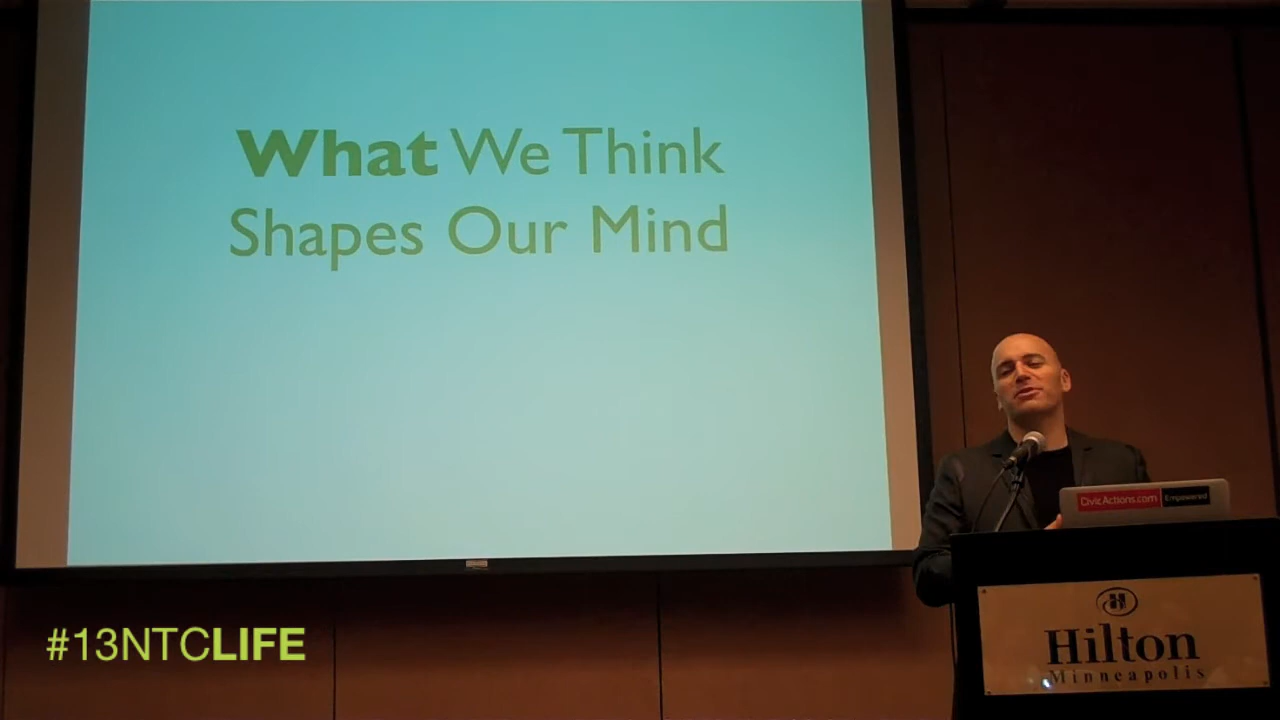 What We Think
Shapes Our Mind
CivicActions.com Empowered
Hilton
Minneapolis
#13NTCLIFE